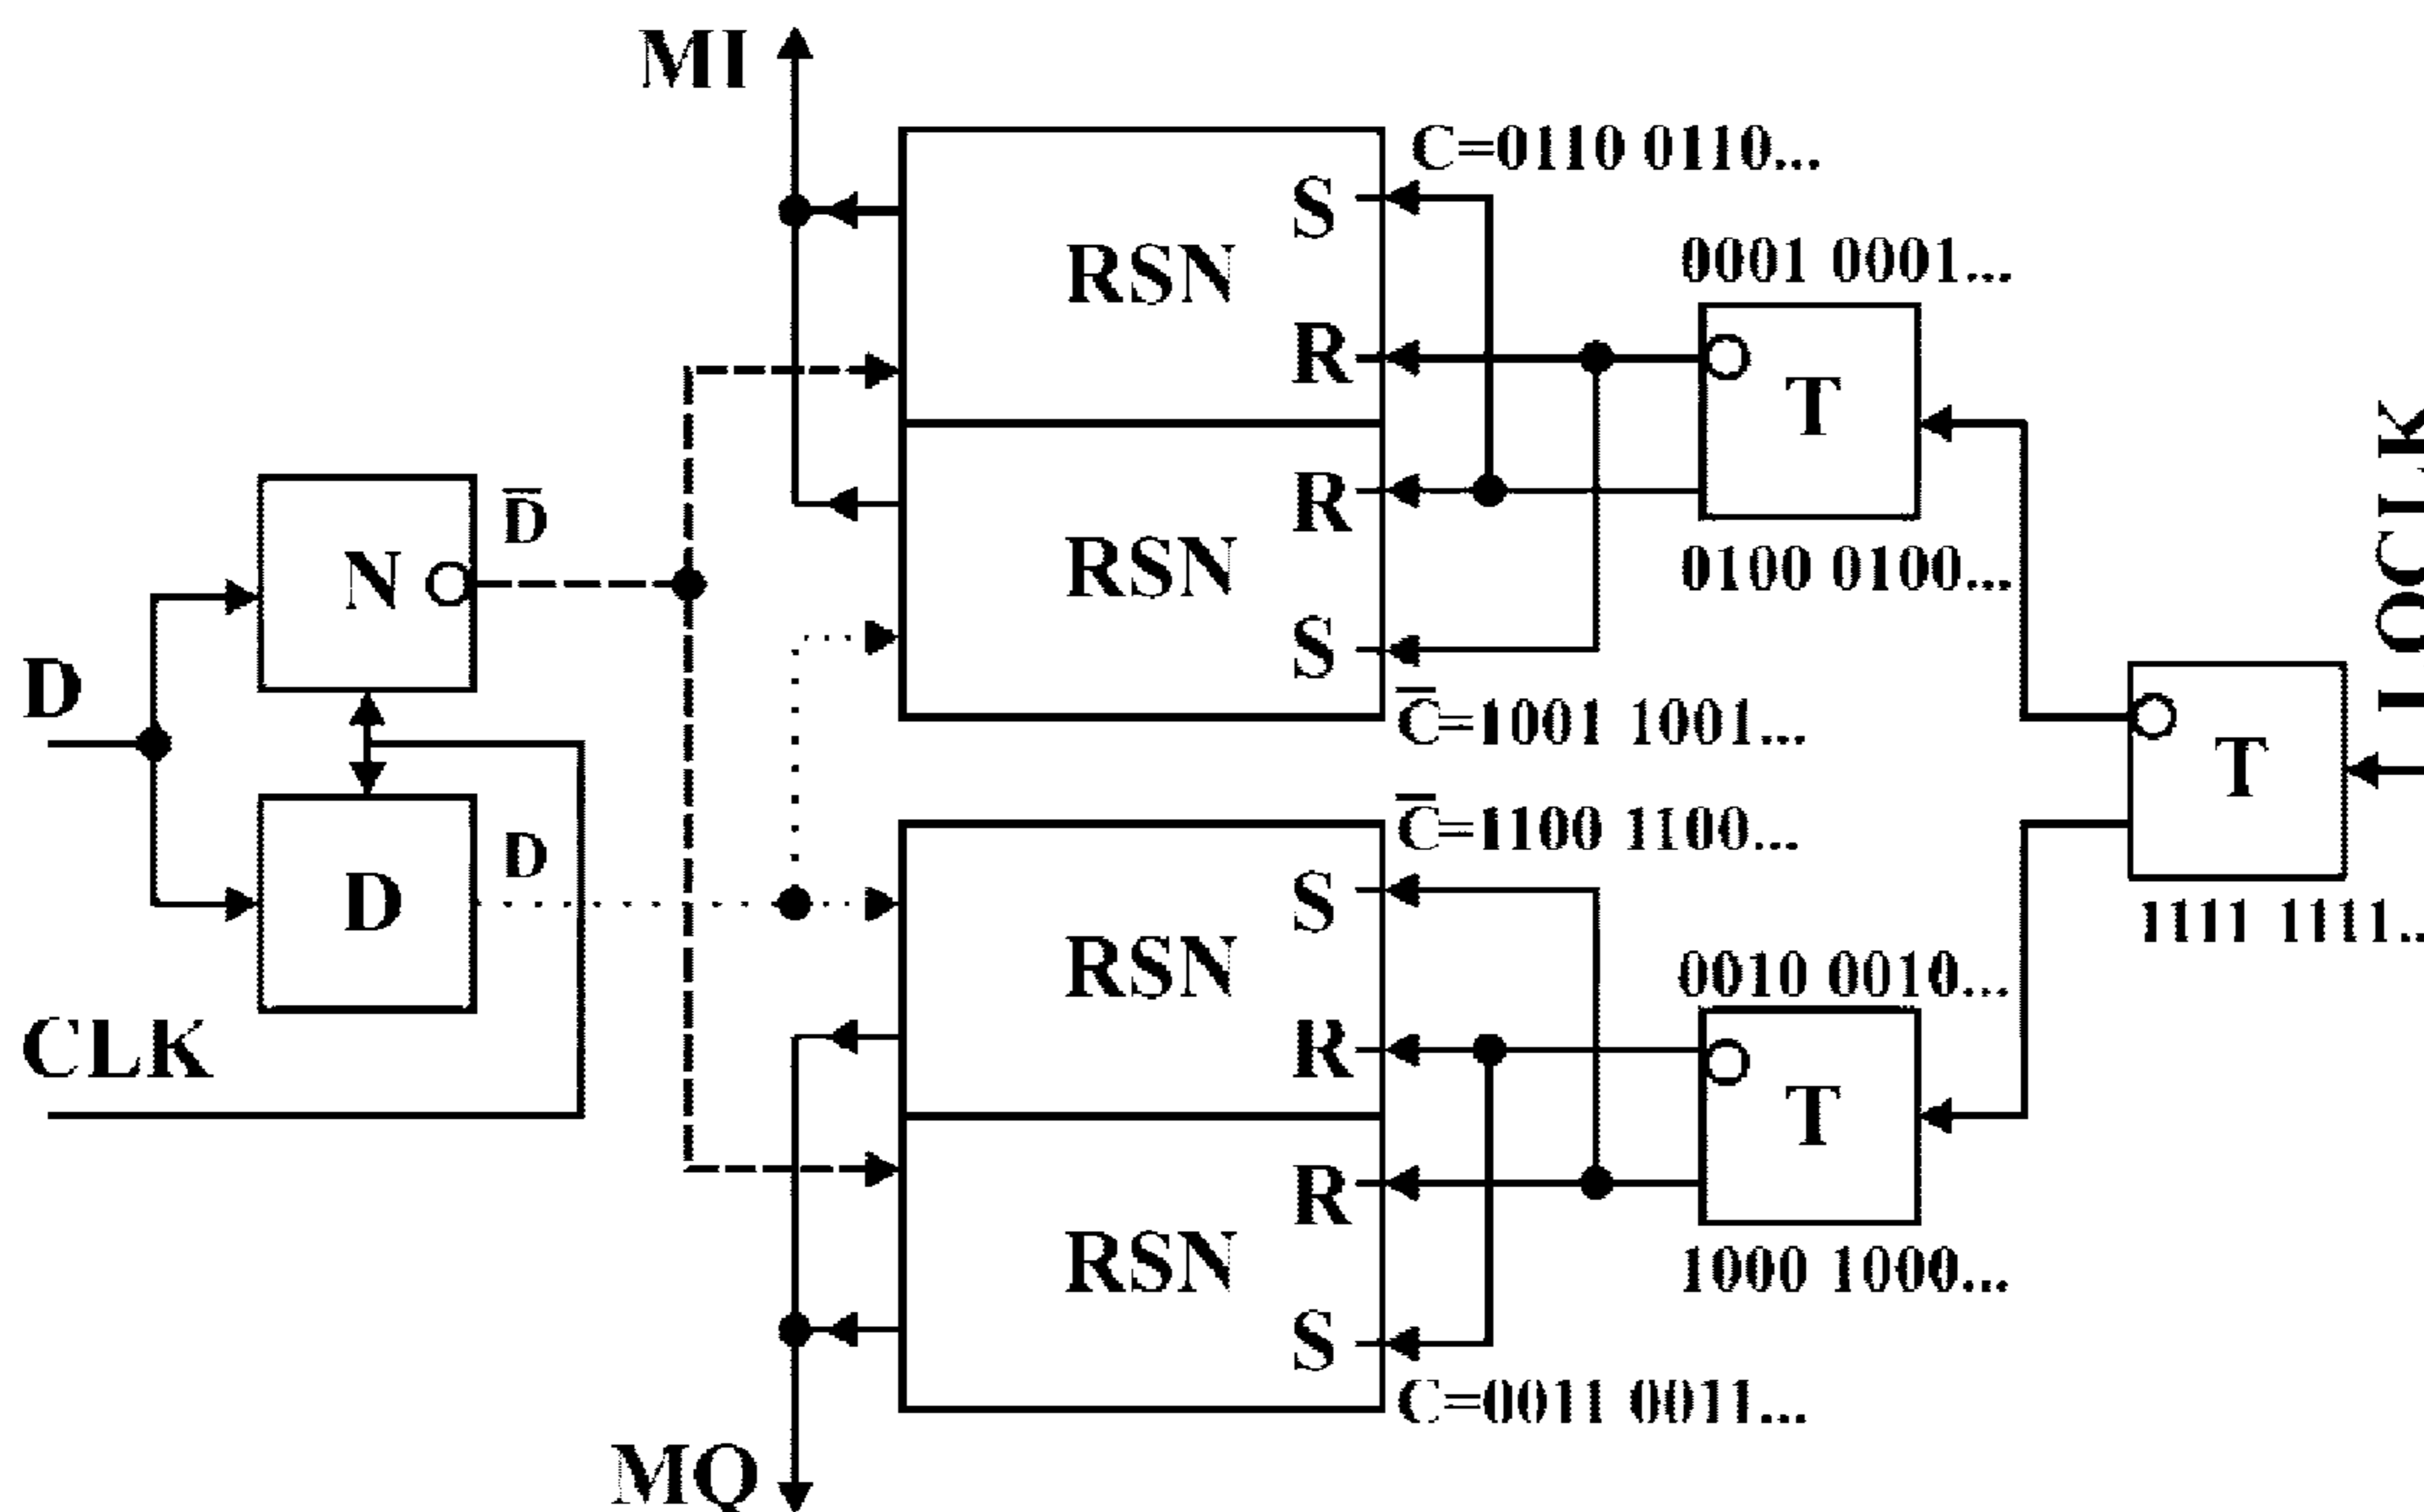 MI
C=0110 0110...
S
RSN
R
0001 0001...
T
R
RSN
S
0100 0100...
C̅=1001 1001...
D̅
N
D
D
D
CLK
C̅=1100 1100...
S
RSN
R
0010 0010...
T
R
RSN
S
1000 1000...
C=0011 0011...
MQ
T
1111 1111..